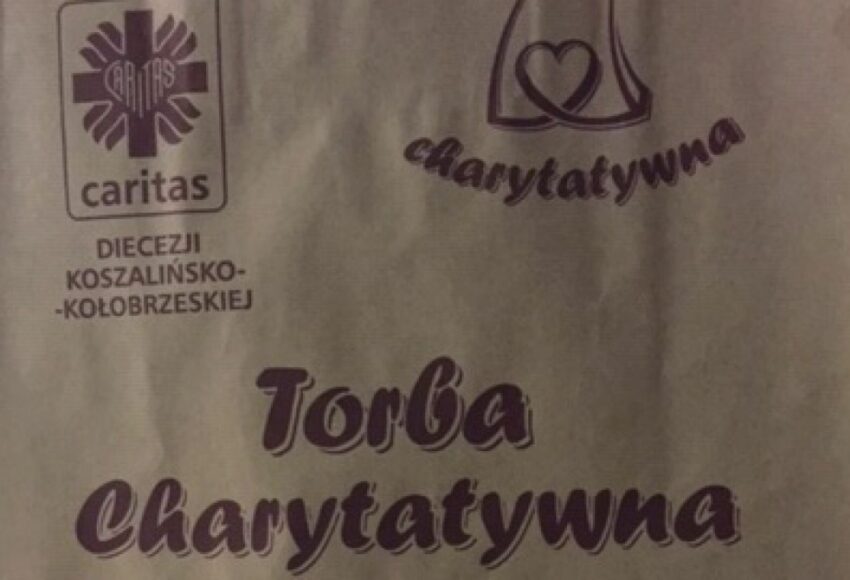 CARITAS
caritas
DIECEZJI
KOSZALIŃSKO-
-KOŁOBRZESKIEJ
charytatywna
Torba
Charytatywna